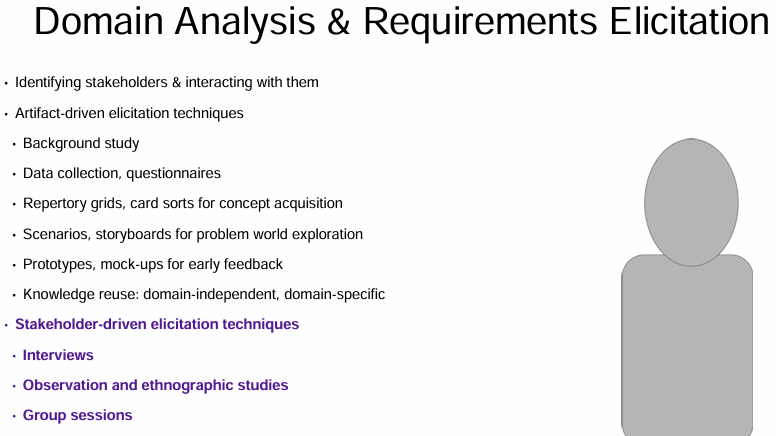 Domain Analysis & Requirements Elicitation
• Identifying stakeholders & interacting with them
• Artifact-driven elicitation techniques
• Background study
• Data collection, questionnaires
• Repertory grids, card sorts for concept acquisition
• Scenarios, storyboards for problem world exploration
• Prototypes, mock-ups for early feedback
• Knowledge reuse: domain-independent, domain-specific
• Stakeholder-driven elicitation techniques
• Interviews
• Observation and ethnographic studies
• Group sessions